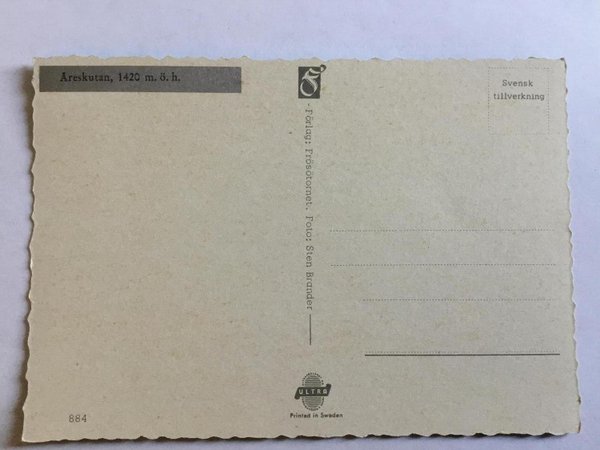 Åreskutan, 1420 m. ö. h.
Svensk
tillverkning
Förlag: Frösötornet. Foto: Sten Brander
ULTRA
Printed in Sweden
884